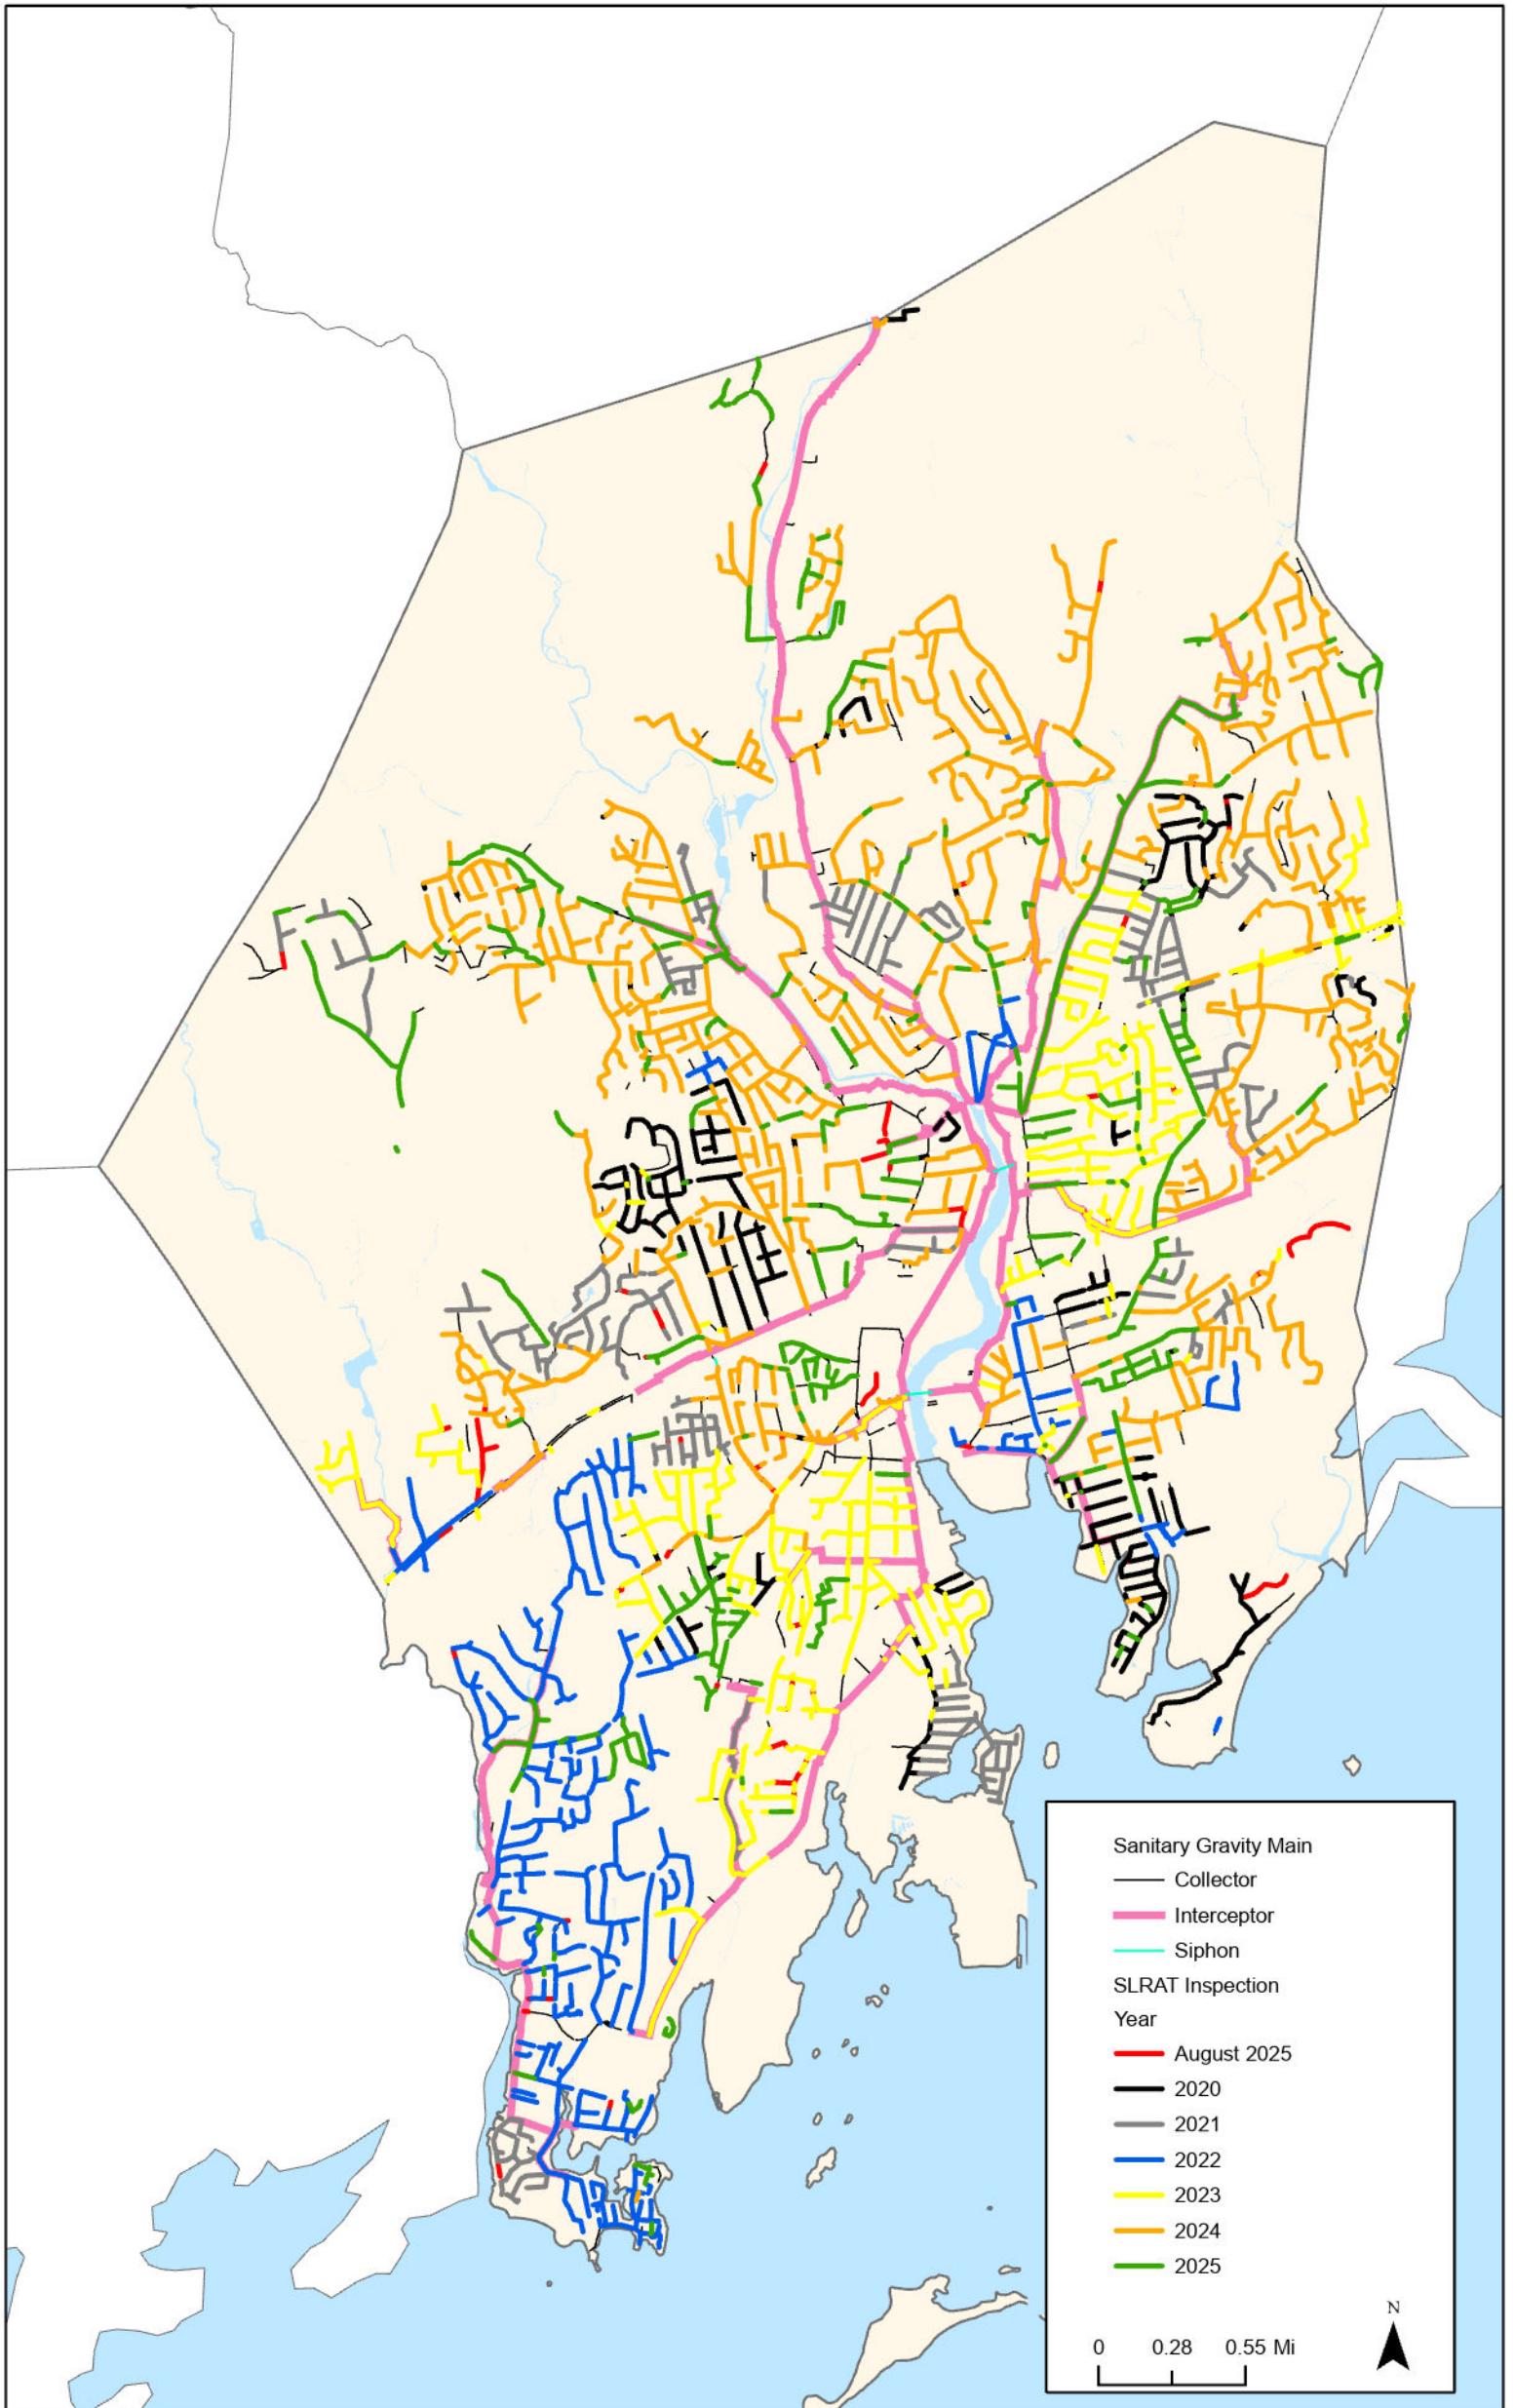 Sanitary Gravity Main
Collector
Interceptor
Siphon
SLRAT Inspection
Year
August 2025
2020
2021
2022
2023
2024
2025
N
0 0.28 0.55 Mi